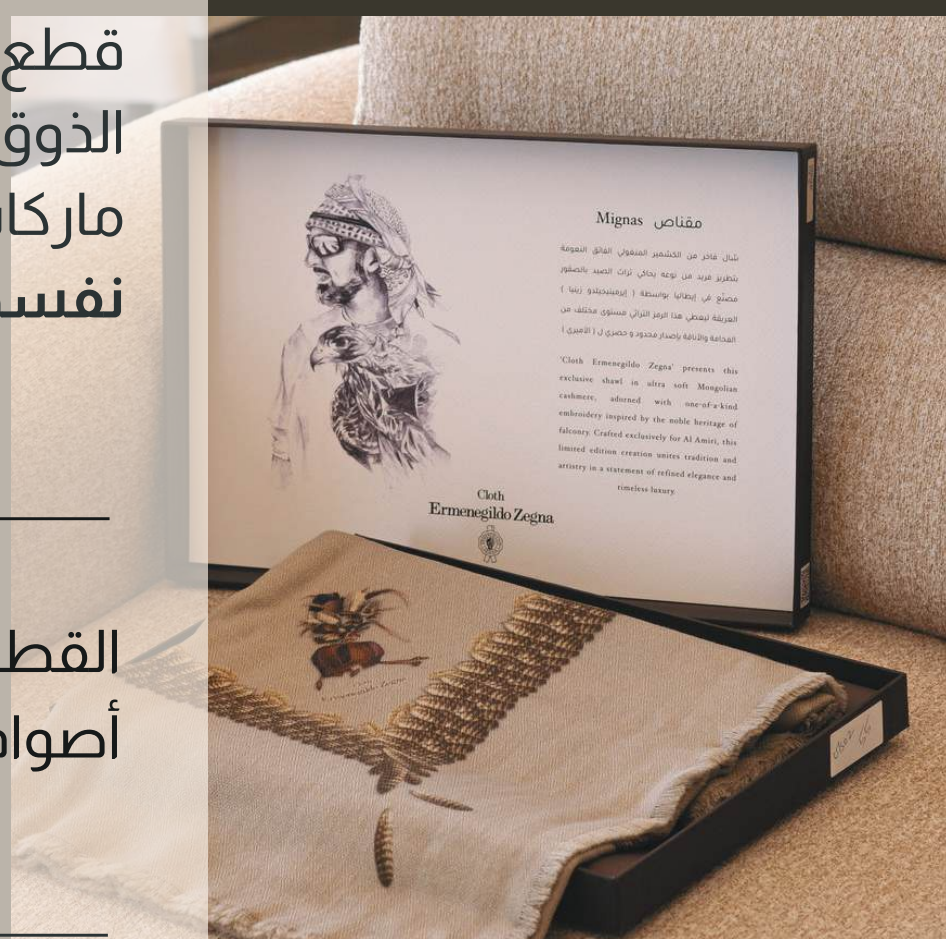 قطع
الذوق
نفس
مقناص Mignas
شال فاخر من الكشمير المنغولي الفائق النعومة
بتطريز فريد من نوعه يحاكي تراث الصيد بالصقور
مصنّع في إيطاليا بواسطة ( إيرمينيجيلدو زينيا )
العريقة ليعطي هذا الرمز التراثي مستوى مختلف من
الفخامة والأناقة بإصدار محدود و حصري ل ( الأميري )
'Cloth Ermenegildo Zegna' presents this
exclusive shawl in ultra soft Mongolian
cashmere, adorned with one-of-a-kind
embroidery inspired by the noble heritage of
falconry. Crafted exclusively for Al Amiri, this
limited edition creation unites tradition and
artistry in a statement of refined elegance and
timeless luxury.
Cloth
Ermenegildo Zegna
Ermenegildo Zegna
القط